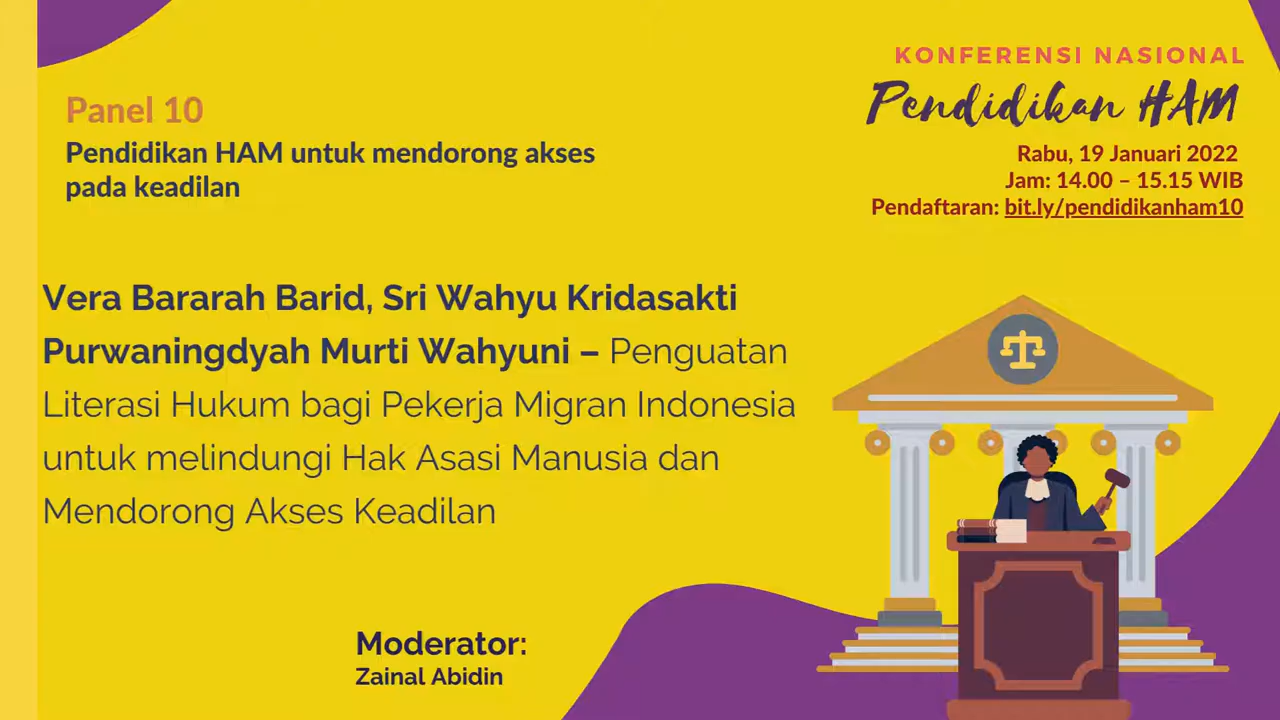 KONFERENSI NASIONAL
Pendidikan HAM
Rabu, 19 Januari 2022
Jam: 14.00 – 15.15 WIB
Pendaftaran: bit.ly/pendidikanham10
Panel 10
Pendidikan HAM untuk mendorong akses
pada keadilan
Vera Bararah Barid, Sri Wahyu Kridasakti
Purwaningdyah Murti Wahyuni – Penguatan
Literasi Hukum bagi Pekerja Migran Indonesia
untuk melindungi Hak Asasi Manusia dan
Mendorong Akses Keadilan
Moderator:
Zainal Abidin